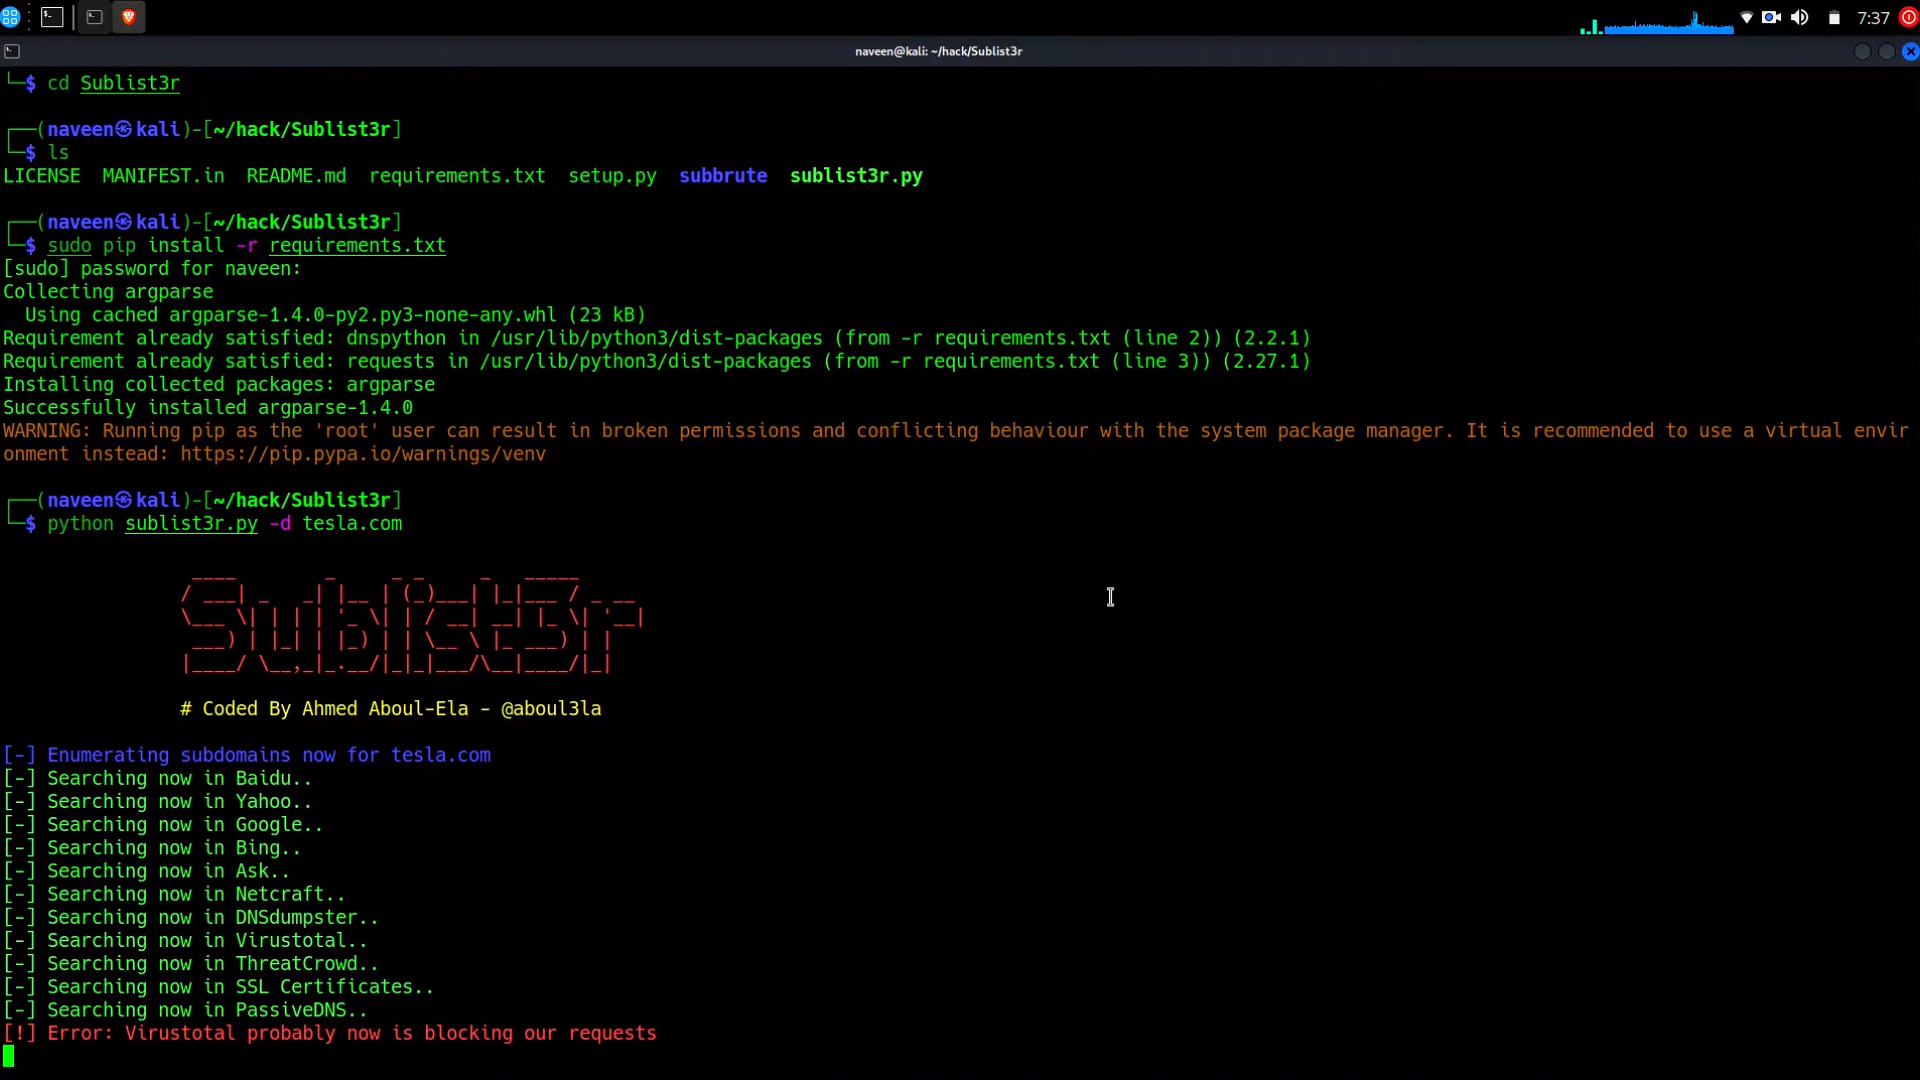 7:37
naveen@kali: ~/hack/Sublist3r
└─$ cd Sublist3r
┌──(naveen㉿kali)-[~/hack/Sublist3r]
└─$ ls
LICENSE  MANIFEST.in  README.md  requirements.txt  setup.py  subbrute  sublist3r.py
┌──(naveen㉿kali)-[~/hack/Sublist3r]
└─$ sudo pip install -r requirements.txt
[sudo] password for naveen:
Collecting argparse
  Using cached argparse-1.4.0-py2.py3-none-any.whl (23 kB)
Requirement already satisfied: dnspython in /usr/lib/python3/dist-packages (from -r requirements.txt (line 2)) (2.2.1)
Requirement already satisfied: requests in /usr/lib/python3/dist-packages (from -r requirements.txt (line 3)) (2.27.1)
Installing collected packages: argparse
Successfully installed argparse-1.4.0
WARNING: Running pip as the 'root' user can result in broken permissions and conflicting behaviour with the system package manager. It is recommended to use a virtual envir
onment instead: https://pip.pypa.io/warnings/venv
┌──(naveen㉿kali)-[~/hack/Sublist3r]
└─$ python sublist3r.py -d tesla.com
Sublist3r
# Coded By Ahmed Aboul-Ela - @aboul3la
[-] Enumerating subdomains now for tesla.com
[-] Searching now in Baidu..
[-] Searching now in Yahoo..
[-] Searching now in Google..
[-] Searching now in Bing..
[-] Searching now in Ask..
[-] Searching now in Netcraft..
[-] Searching now in DNSdumpster..
[-] Searching now in Virustotal..
[-] Searching now in ThreatCrowd..
[-] Searching now in SSL Certificates..
[-] Searching now in PassiveDNS..
[!] Error: Virustotal probably now is blocking our requests